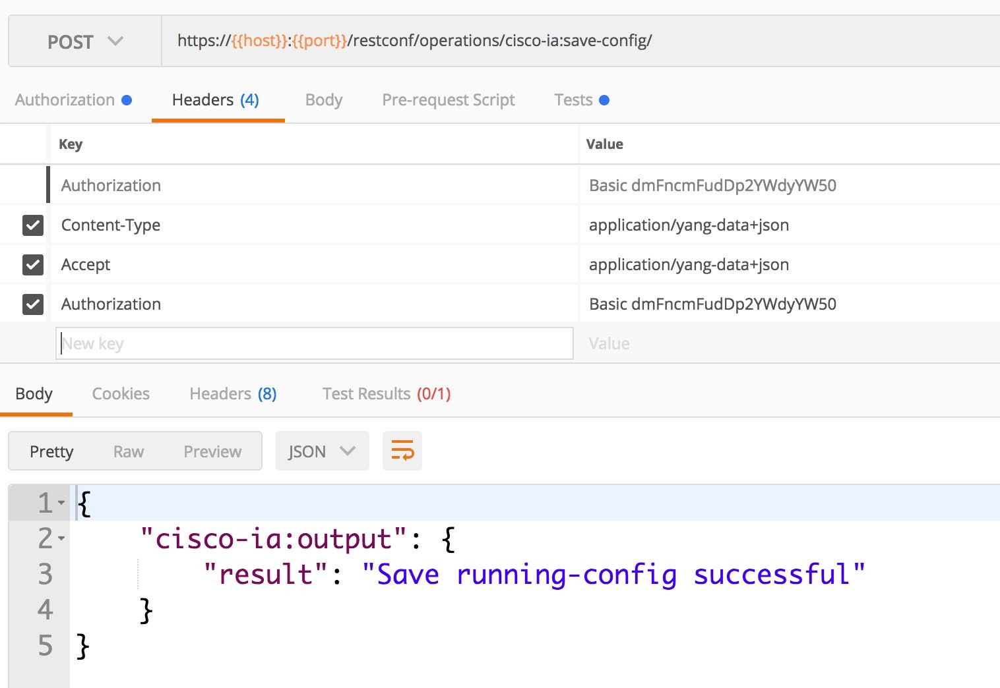 POST https://{{host}}:{{port}}/restconf/operations/cisco-ia:save-config/
Authorization Headers (4) Body Pre-request Script Tests
Key Value
Authorization Basic dmFncmFudDp2YWdyYW50
Content-Type application/yang-data+json
Accept application/yang-data+json
Authorization Basic dmFncmFudDp2YWdyYW50
New key Value
Body Cookies Headers (8) Test Results (0/1)
Pretty Raw Preview JSON
1 {
2 "cisco-ia:output": {
3 "result": "Save running-config successful"
4 }
5 }